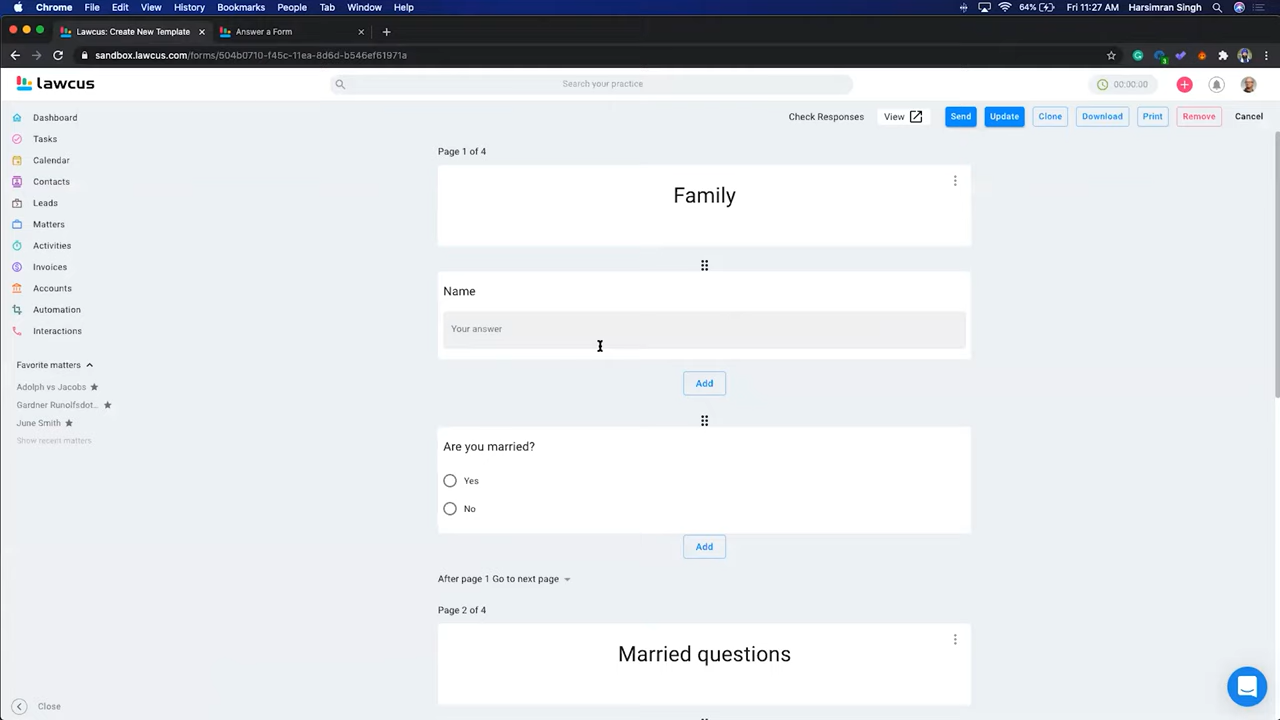 Chrome File Edit View History Bookmarks People Tab Window Help 64% Fri 11:27 AM Harsimran Singh
Lawcus: Create New Template Answer a Form
sandbox.lawcus.com/forms/504b0710-f45c-11ea-8d6d-b546ef61971a
lawcus Search your practice 00:00:00
Check Responses View Send Update Clone Download Print Remove Cancel
Dashboard
Tasks
Calendar
Contacts
Leads
Matters
Activities
Invoices
Accounts
Automation
Interactions
Favorite matters
Adolph vs Jacobs
Gardner Runolfsdot...
June Smith
Show recent matters
Close
Page 1 of 4
Family
Name
Your answer
Add
Are you married?
Yes
No
Add
After page 1 Go to next page
Page 2 of 4
Married questions